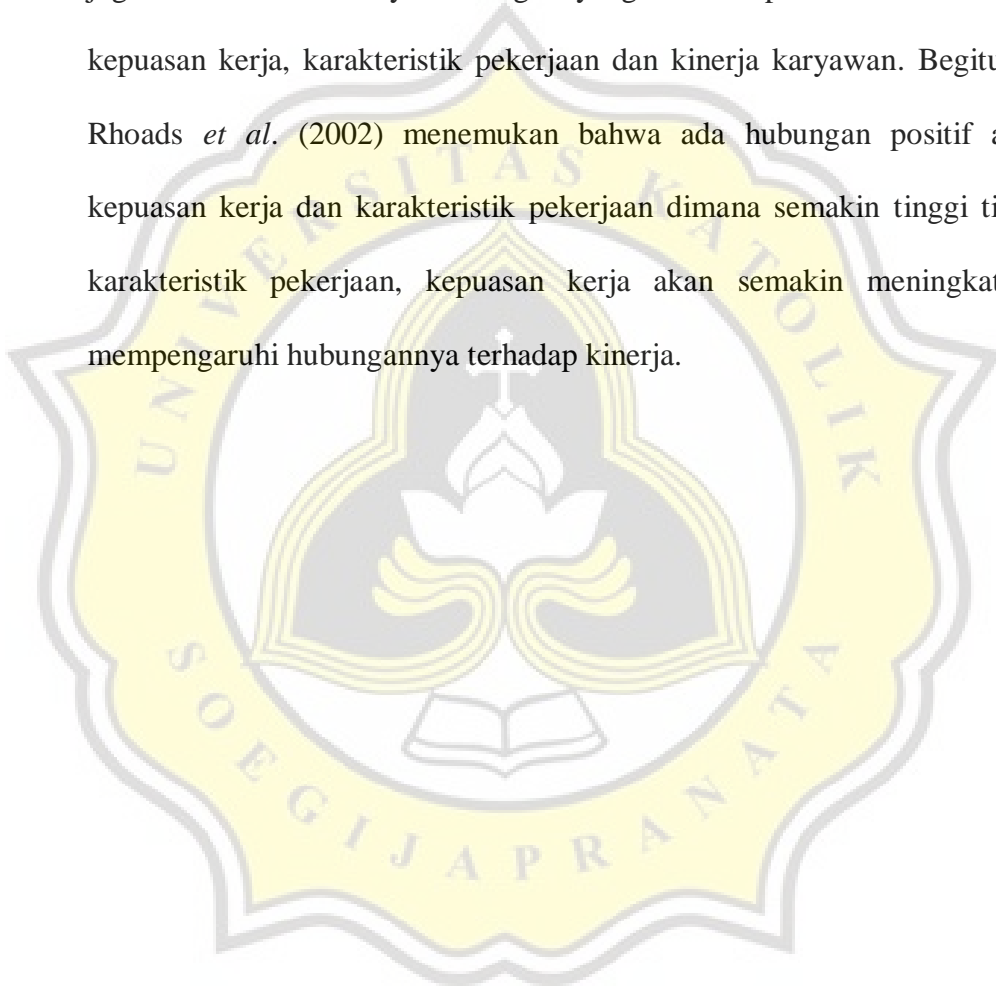 kepuasan kerja, karakteristik pekerjaan dan kinerja karyawan.
Rhoads et al. (2002) menemukan bahwa ada hubungan positif
kepuasan kerja dan karakteristik pekerjaan dimana semakin tinggi
karakteristik pekerjaan, kepuasan kerja akan semakin meningkat
mempengaruhi hubungannya terhadap kinerja.
UNIVERSITAS KATOLIK
SOEGIJAPRANATA